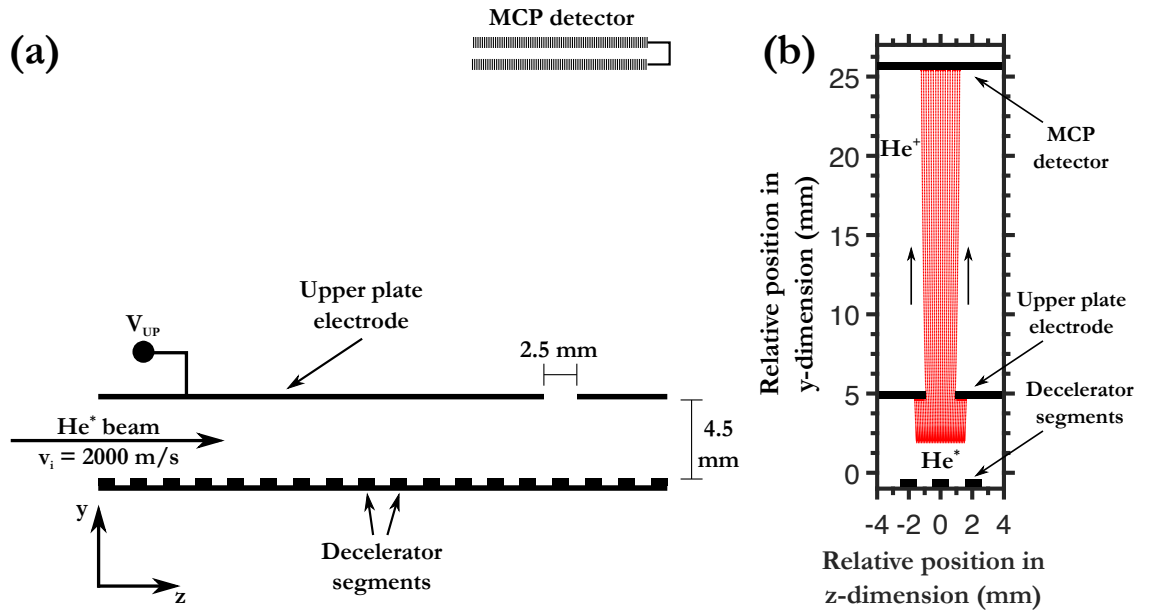 (a)
MCP detector
V_UP
Upper plate
electrode
2.5 mm
He* beam
v_i = 2000 m/s
4.5
mm
y
z
Decelerator
segments
(b)
Relative position in
y-dimension (mm)
25
20
15
10
5
0
He⁺
MCP
detector
Upper plate
electrode
Decelerator
segments
He*
-4 -2 0 2 4
Relative position in
z-dimension (mm)